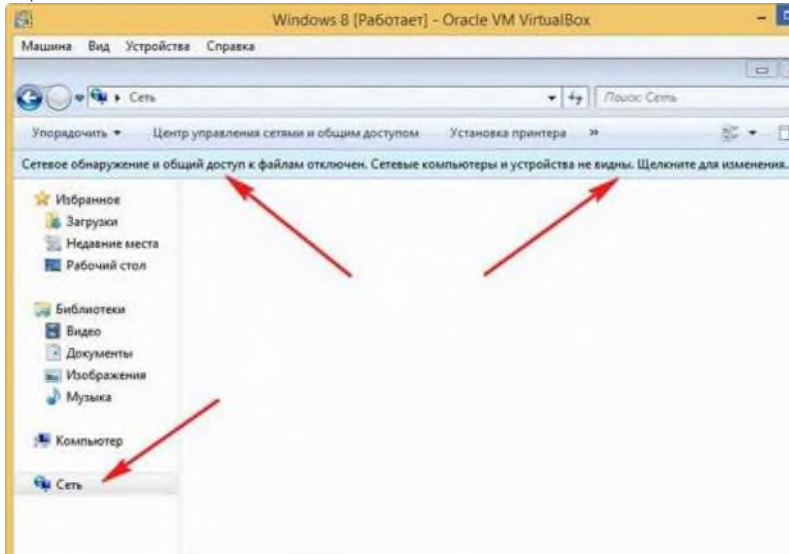 Windows 8 [Работает] - Oracle VM VirtualBox
Машина Вид Устройства Справка
Сеть
Поиск: Сеть
Упорядочить Центр управления сетями и общим доступом Установка принтера »
Сетевое обнаружение и общий доступ к файлам отключен. Сетевые компьютеры и устройства не видны. Щелкните для изменения..
Избранное
Загрузки
Недавние места
Рабочий стол
Библиотеки
Видео
Документы
Изображения
Музыка
Компьютер
Сеть